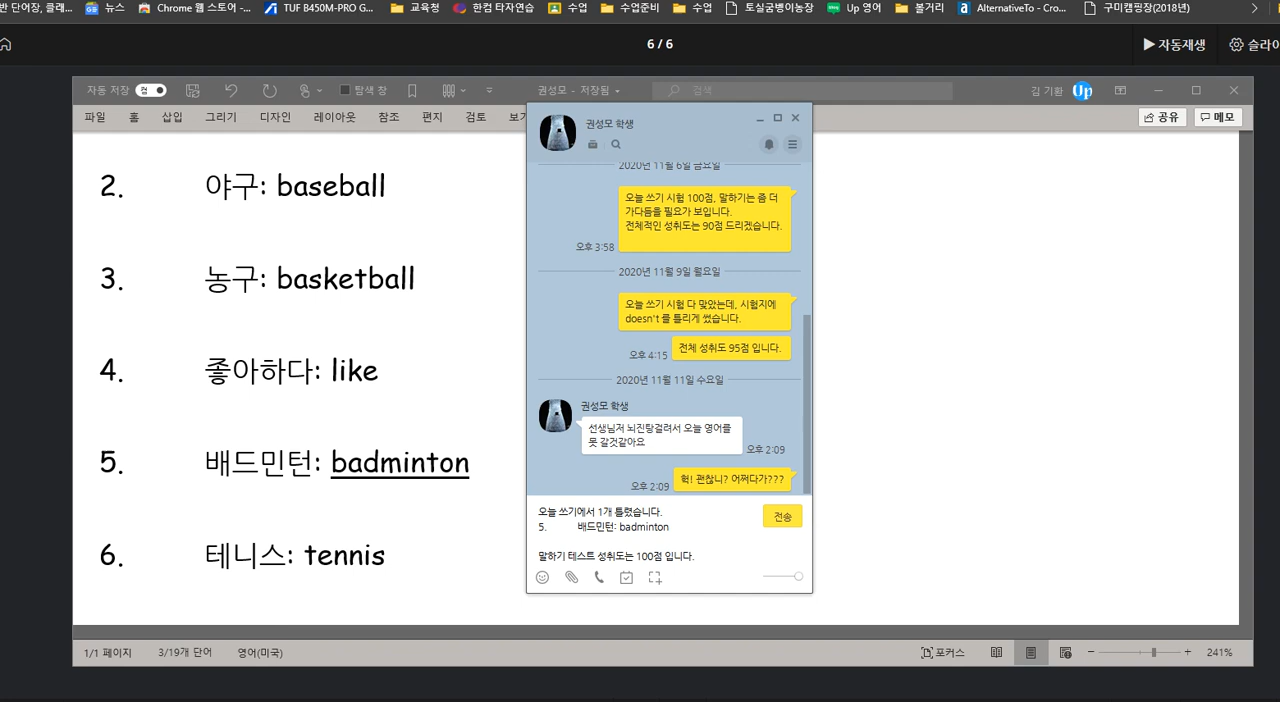 반 단어장, 클래... 뉴스 Chrome 웹 스토어 -... TUF B450M-PRO G... 교육청 한컴 타자연습 수업 수업준비 수업 토실굼벵이농장 Up 영어 볼거리 AlternativeTo - Cro... 구미캠핑장(2018년)
6 / 6
자동재생
슬라이
자동 저장 켬 탐색 창 권성모 - 저장됨 검색 김 기환 Up
파일 홈 삽입 그리기 디자인 레이아웃 참조 편지 검토 보기 공유 메모
2. 야구: baseball
3. 농구: basketball
4. 좋아하다: like
5. 배드민턴: badminton
6. 테니스: tennis
권성모 학생
2020년 11월 6일 금요일
오늘 쓰기 시험 100점, 말하기는 좀 더
가다듬을 필요가 보입니다.
전체적인 성취도는 90점 드리겠습니다.
오후 3:58
2020년 11월 9일 월요일
오늘 쓰기 시험 다 맞았는데, 시험지에
doesn't 를 틀리게 썼습니다.
전체 성취도 95점 입니다.
오후 4:15
2020년 11월 11일 수요일
권성모 학생
선생님저 뇌진탕걸려서 오늘 영어를
못 갈것같아요
오후 2:09
헉! 괜찮니? 어쩌다가???
오후 2:09
오늘 쓰기에서 1개 틀렸습니다.
5. 배드민턴: badminton
말하기 테스트 성취도는 100점 입니다.
전송
1/1 페이지 3/19개 단어 영어(미국) 포커스 241%